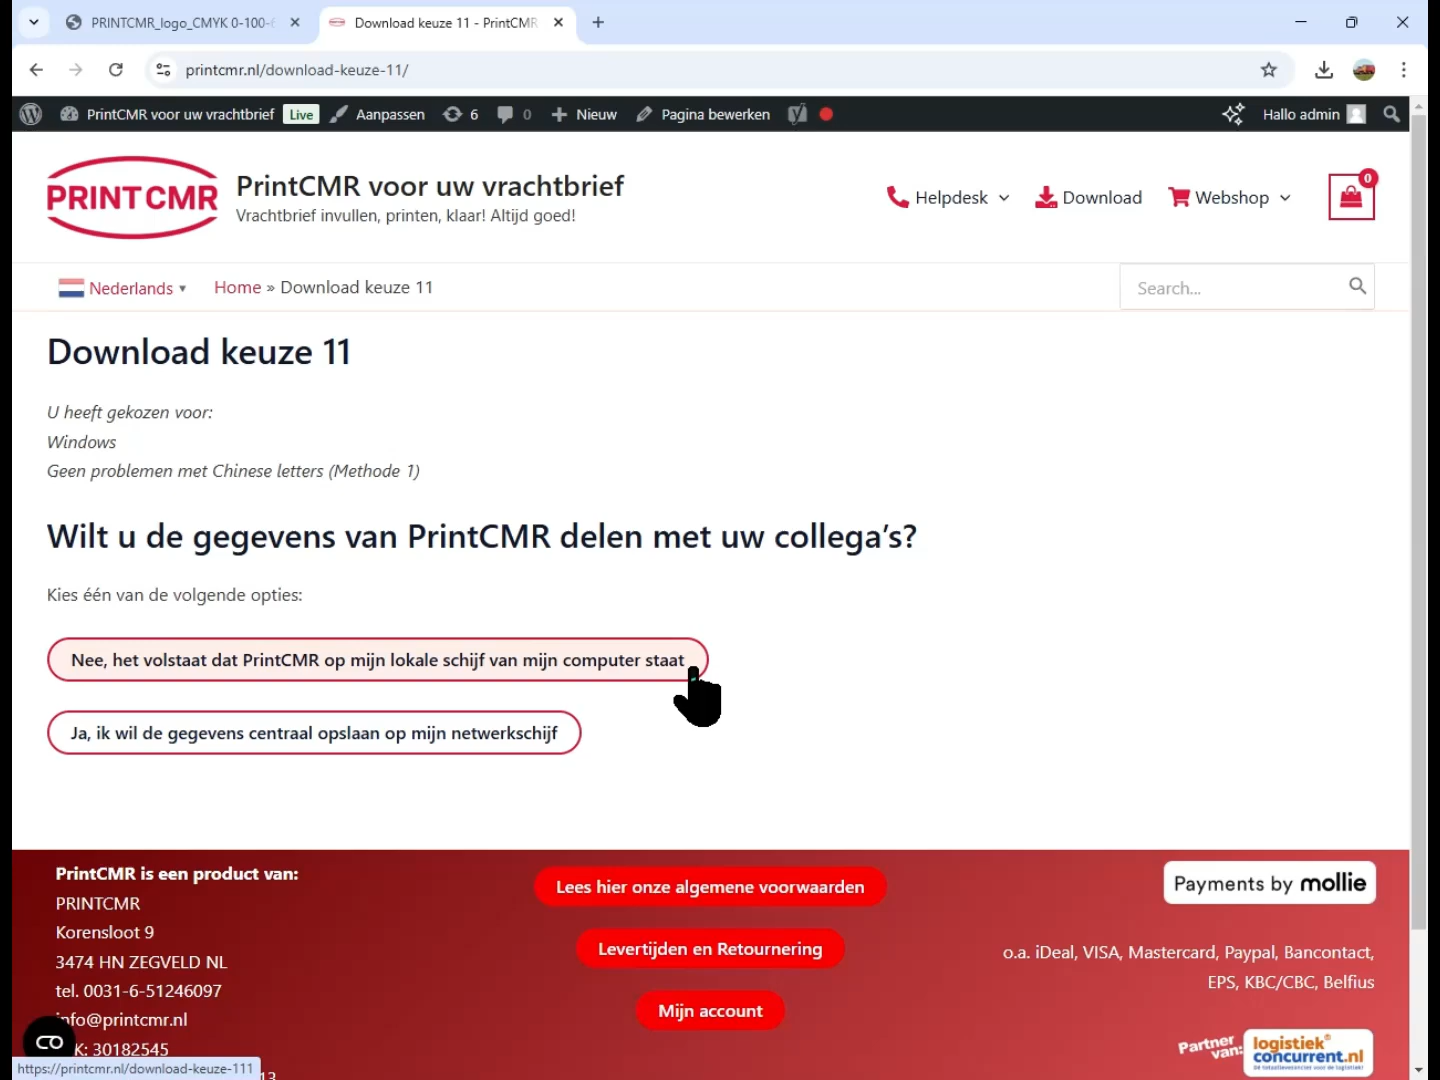 PRINTCMR_logo_CMYK 0-100-
Download keuze 11 - PrintCMR
printcmr.nl/download-keuze-11/
PrintCMR voor uw vrachtbrief Live Aanpassen 6 0 Nieuw Pagina bewerken Hallo admin
PRINT CMR
PrintCMR voor uw vrachtbrief
Vrachtbrief invullen, printen, klaar! Altijd goed!
Helpdesk Download Webshop 0
Nederlands Home » Download keuze 11 Search...
Download keuze 11
U heeft gekozen voor:
Windows
Geen problemen met Chinese letters (Methode 1)
Wilt u de gegevens van PrintCMR delen met uw collega's?
Kies één van de volgende opties:
Nee, het volstaat dat PrintCMR op mijn lokale schijf van mijn computer staat
Ja, ik wil de gegevens centraal opslaan op mijn netwerkschijf
PrintCMR is een product van:
PRINTCMR
Korensloot 9
3474 HN ZEGVELD NL
tel. 0031-6-51246097
info@printcmr.nl
K: 30182545
13
Lees hier onze algemene voorwaarden
Levertijden en Retournering
Mijn account
Payments by mollie
o.a. iDeal, VISA, Mastercard, Paypal, Bancontact,
EPS, KBC/CBC, Belfius
Partner van:
logistiek
concurrent.nl
https://printcmr.nl/download-keuze-111